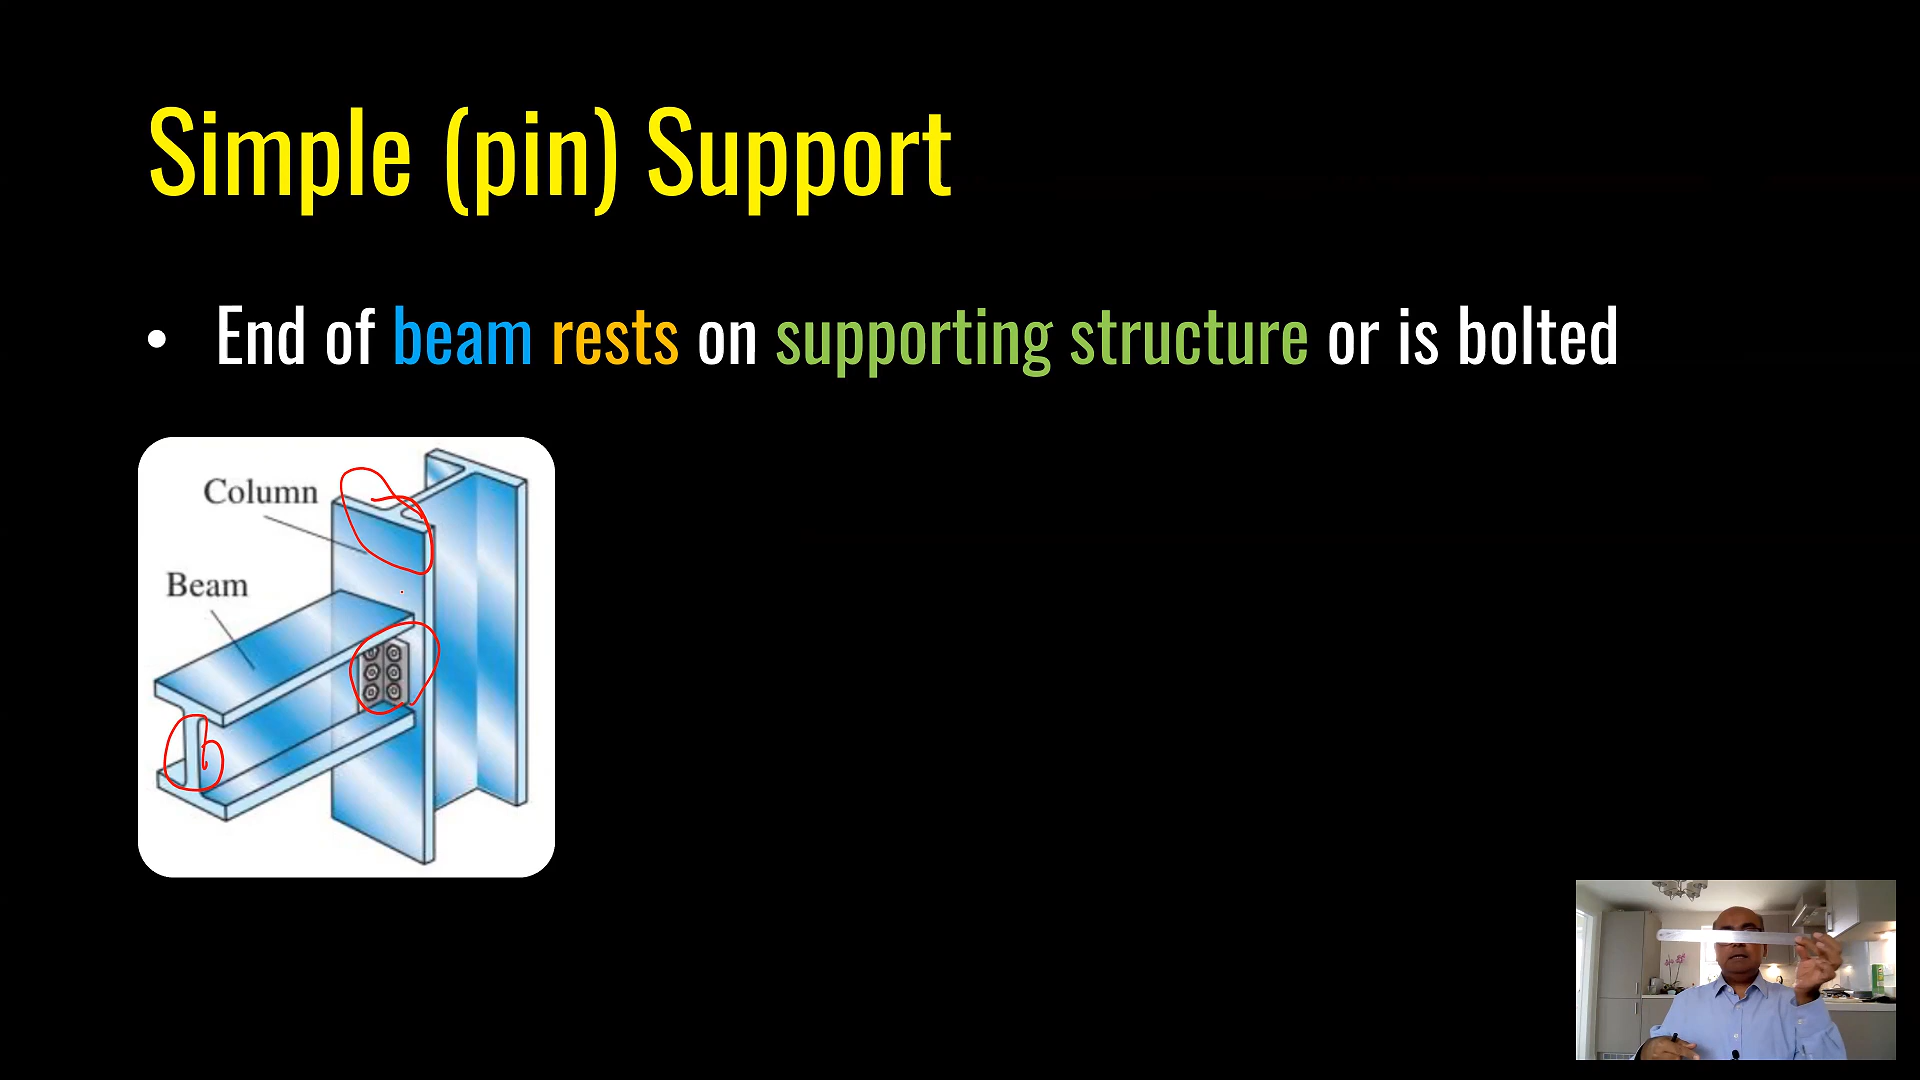 Simple (pin) Support
• End of beam rests on supporting structure or is bolted
Column
Beam